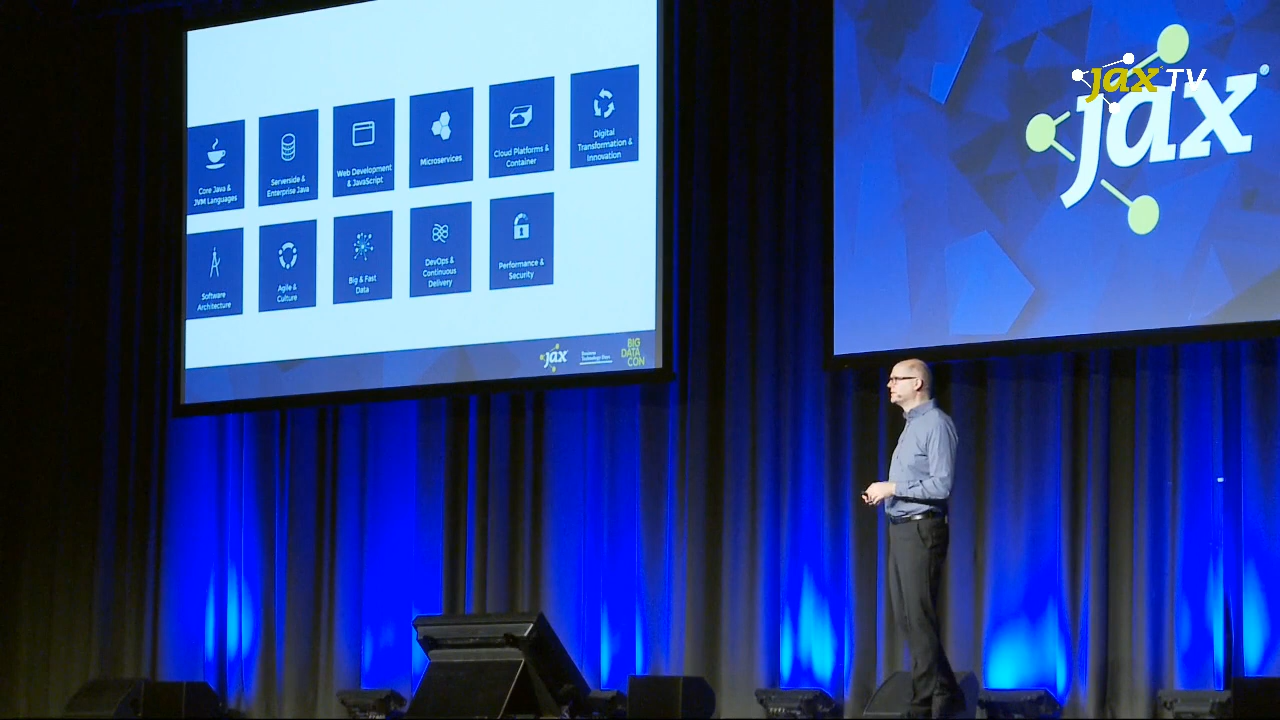 Core Java &
JVM Languages
Serverside &
Enterprise Java
Web Development
& JavaScript
Microservices
Cloud Platforms &
Container
Digital
Transformation &
Innovation
Software
Architecture
Agile &
Culture
Big & Fast
Data
DevOps &
Continuous
Delivery
Performance &
Security
jax
BIG
DATA
CON
jax TV
jax